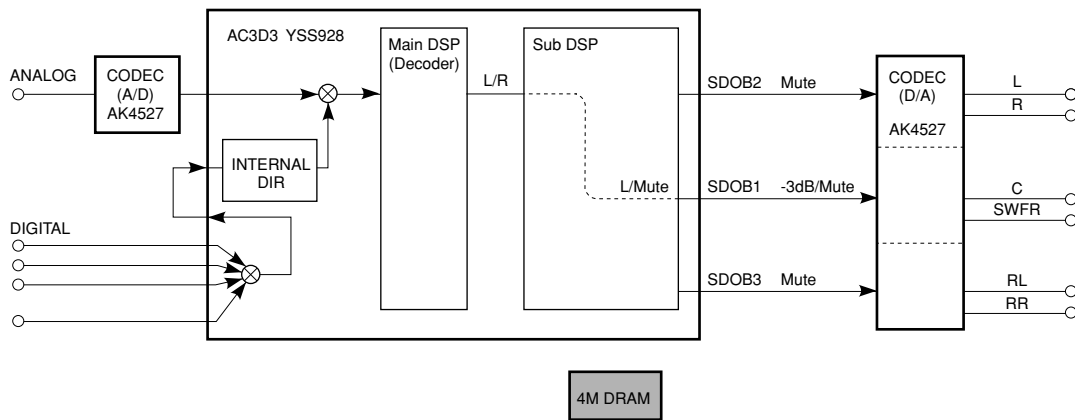 AC3D3 YSS928
ANALOG
CODEC
(A/D)
AK4527
INTERNAL
DIR
DIGITAL
Main DSP
(Decoder)
L/R
Sub DSP
L/Mute
SDOB2 Mute
SDOB1 -3dB/Mute
SDOB3 Mute
CODEC
(D/A)
AK4527
L
R
C
SWFR
RL
RR
4M DRAM